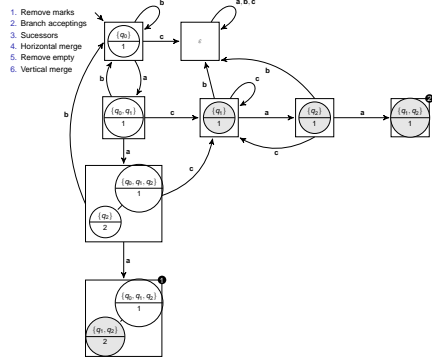 1. Remove marks
2. Branch acceptings
3. Sucessors
4. Horizontal merge
5. Remove empty
6. Vertical merge
b
a, b, c
{q₀}
1
c
ε
b
a
b
c
b
b
{q₀, q₁}
1
c
{q₁}
1
a
{q₂}
1
a
{q₁, q₂}
1
2
c
a
c
{q₀, q₁, q₂}
1
{q₂}
2
a
1
{q₀, q₁, q₂}
1
{q₁, q₂}
2